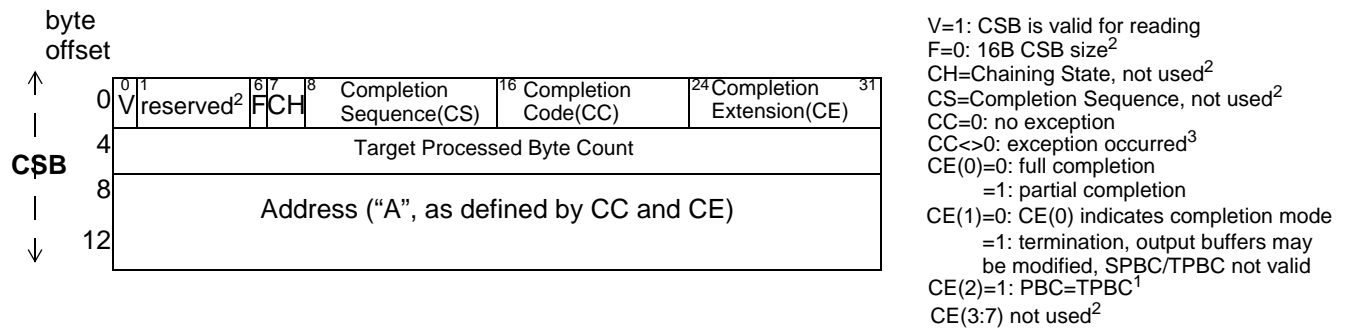 byte
offset
CSB
0
4
8
12
0 1 6 7 8 16 24 31
V reserved2 F CH Completion Sequence(CS) Completion Code(CC) Completion Extension(CE)
Target Processed Byte Count
Address (“A”, as defined by CC and CE)
V=1: CSB is valid for reading
F=0: 16B CSB size2
CH=Chaining State, not used2
CS=Completion Sequence, not used2
CC=0: no exception
CC<>0: exception occurred3
CE(0)=0: full completion
=1: partial completion
CE(1)=0: CE(0) indicates completion mode
=1: termination, output buffers may
be modified, SPBC/TPBC not valid
CE(2)=1: PBC=TPBC1
CE(3:7) not used2